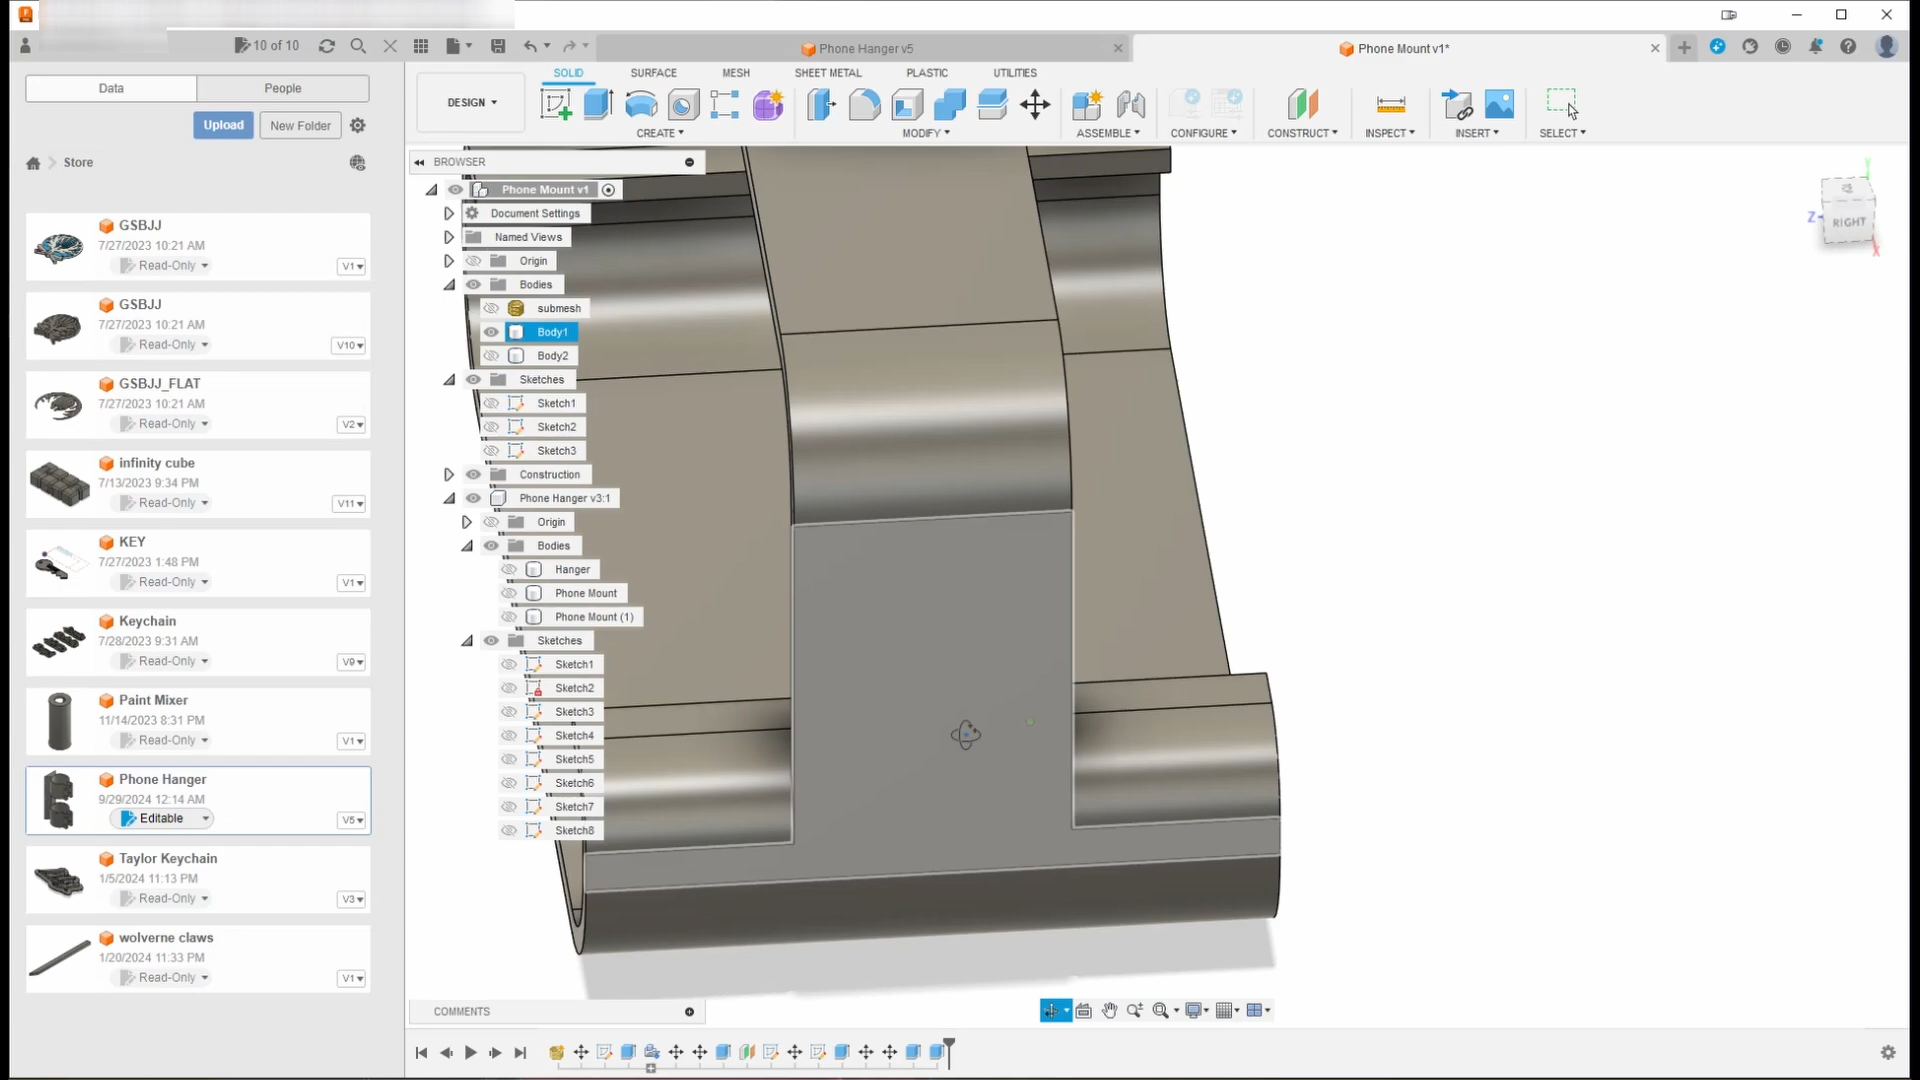 10 of 10
Phone Hanger v5
Phone Mount v1*
Data
People
Upload
New Folder
Store
DESIGN
SOLID
SURFACE
MESH
SHEET METAL
PLASTIC
UTILITIES
CREATE
MODIFY
ASSEMBLE
CONFIGURE
CONSTRUCT
INSPECT
INSERT
SELECT
GSBJJ
7/27/2023 10:21 AM
Read-Only
V1
GSBJJ
7/27/2023 10:21 AM
Read-Only
V10
GSBJJ_FLAT
7/27/2023 10:21 AM
Read-Only
V2
infinity cube
7/13/2023 9:34 PM
Read-Only
V11
KEY
7/27/2023 1:48 PM
Read-Only
V1
Keychain
7/28/2023 9:31 AM
Read-Only
V9
Paint Mixer
11/14/2023 8:31 PM
Read-Only
V1
Phone Hanger
9/29/2024 12:14 AM
Editable
V5
Taylor Keychain
1/5/2024 11:13 PM
Read-Only
V3
wolverne claws
1/20/2024 11:33 PM
Read-Only
V1
BROWSER
Phone Mount v1
Document Settings
Named Views
Origin
Bodies
submesh
Body1
Body2
Sketches
Sketch1
Sketch2
Sketch3
Construction
Phone Hanger v3:1
Origin
Bodies
Hanger
Phone Mount
Phone Mount (1)
Sketches
Sketch1
Sketch2
Sketch3
Sketch4
Sketch5
Sketch6
Sketch7
Sketch8
Y
Z
RIGHT
X
COMMENTS